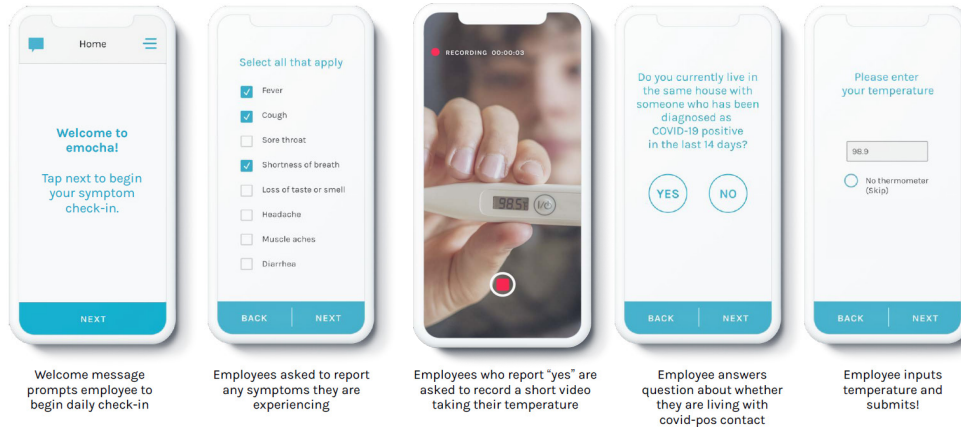 Home
Welcome to
emocha!
Tap next to begin
your symptom
check-in.
NEXT
Welcome message
prompts employee to
begin daily check-in
Select all that apply
Fever
Cough
Sore throat
Shortness of breath
Loss of taste or smell
Headache
Muscle aches
Diarrhea
BACK NEXT
Employees asked to report
any symptoms they are
experiencing
RECORDING 00:00:03
98.5
Employees who report “yes” are
asked to record a short video
taking their temperature
Do you currently live in
the same house with
someone who has been
diagnosed as
COVID-19 positive
in the last 14 days?
YES NO
BACK NEXT
Employee answers
question about whether
they are living with
covid-pos contact
Please enter
your temperature
98.9
No thermometer
(Skip)
BACK NEXT
Employee inputs
temperature and
submits!